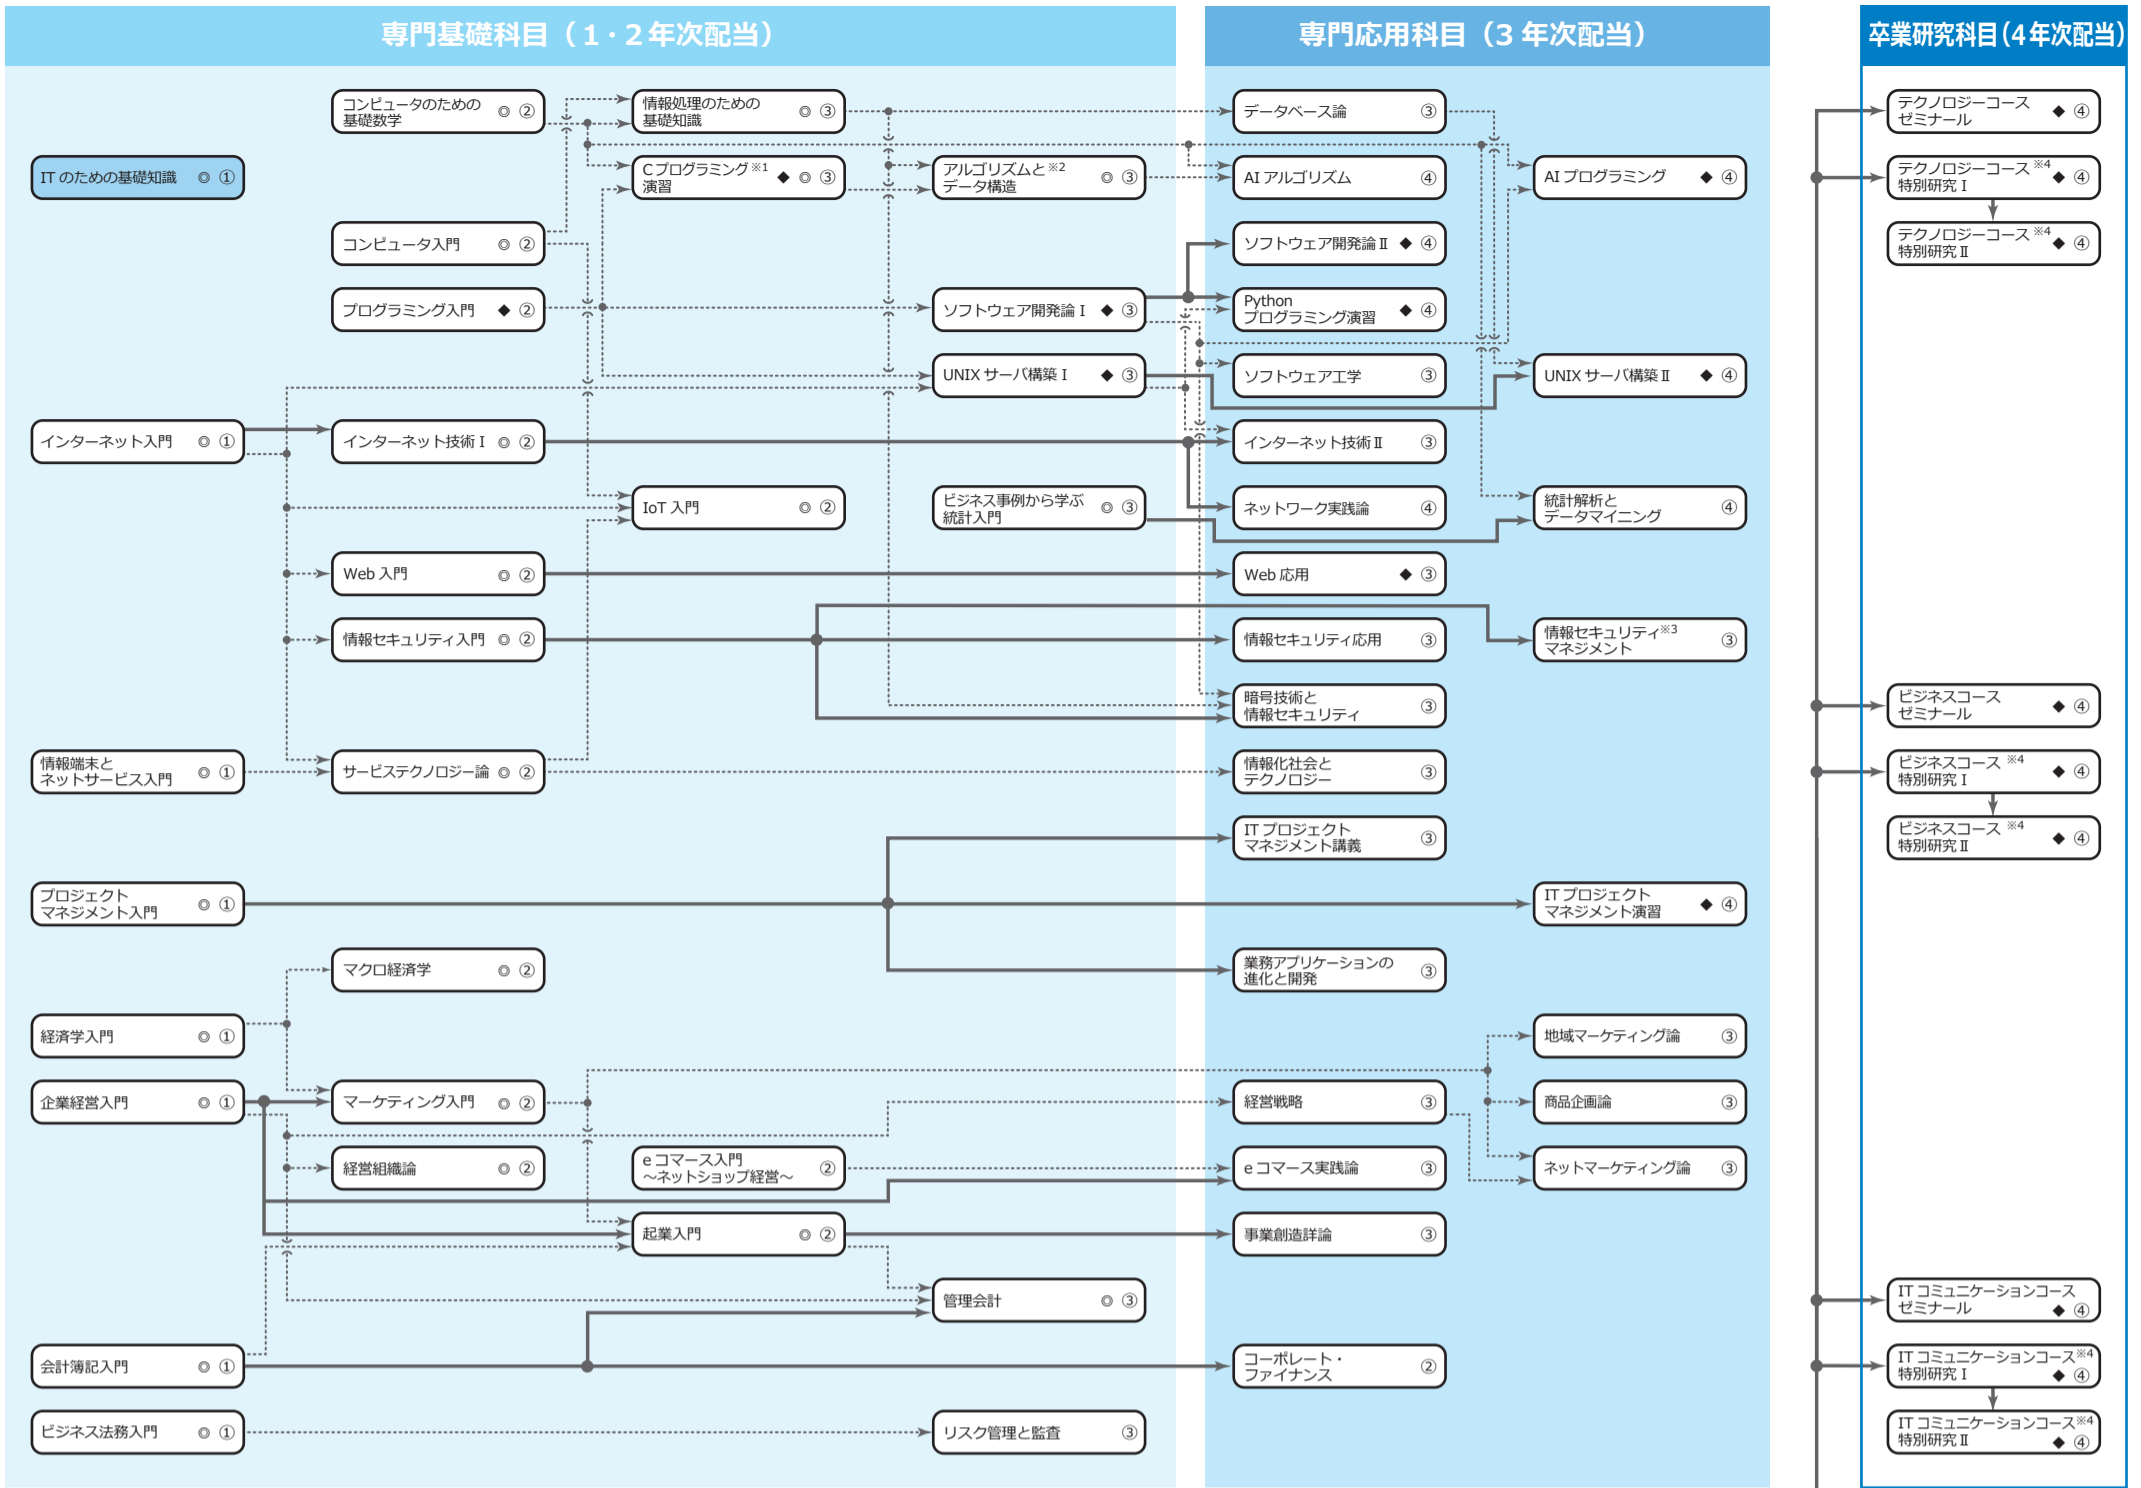 専門基礎科目（1・2年次配当）
専門応用科目（3年次配当）
卒業研究科目（4年次配当）
コンピュータのための
基礎数学 ◎ ②
情報処理のための
基礎知識 ◎ ③
データベース論 ③
テクノロジーコース
ゼミナール ◆ ④
ITのための基礎知識 ◎ ①
Cプログラミング※1
演習 ◆ ◎ ③
アルゴリズムと※2
データ構造 ◎ ③
AIアルゴリズム ④
AIプログラミング ◆ ④
テクノロジーコース※4
特別研究Ⅰ ◆ ④
コンピュータ入門 ◎ ②
ソフトウェア開発論Ⅱ ◆ ④
テクノロジーコース※4
特別研究Ⅱ ◆ ④
プログラミング入門 ◆ ②
ソフトウェア開発論Ⅰ ◆ ③
Python
プログラミング演習 ◆ ④
UNIXサーバ構築Ⅰ ◆ ③
ソフトウェア工学 ③
UNIXサーバ構築Ⅱ ◆ ④
インターネット入門 ◎ ①
インターネット技術Ⅰ ◎ ②
インターネット技術Ⅱ ③
IoT入門 ◎ ②
ビジネス事例から学ぶ
統計入門 ◎ ③
ネットワーク実践論 ④
統計解析と
データマイニング ④
Web入門 ◎ ②
Web応用 ◆ ③
情報セキュリティ入門 ◎ ②
情報セキュリティ応用 ③
情報セキュリティ※3
マネジメント ③
暗号技術と
情報セキュリティ ③
ビジネスコース
ゼミナール ◆ ④
情報端末と
ネットサービス入門 ◎ ①
サービステクノロジー論 ◎ ②
情報化社会と
テクノロジー ③
ビジネスコース ※4
特別研究Ⅰ ◆ ④
ITプロジェクト
マネジメント講義 ③
ビジネスコース ※4
特別研究Ⅱ ◆ ④
プロジェクト
マネジメント入門 ◎ ①
ITプロジェクト
マネジメント演習 ◆ ④
マクロ経済学 ◎ ②
業務アプリケーションの
進化と開発 ③
経済学入門 ◎ ①
地域マーケティング論 ③
企業経営入門 ◎ ①
マーケティング入門 ◎ ②
経営戦略 ③
商品企画論 ③
経営組織論 ◎ ②
eコマース入門
～ネットショップ経営～ ②
eコマース実践論 ③
ネットマーケティング論 ③
起業入門 ◎ ②
事業創造詳論 ③
管理会計 ◎ ③
ITコミュニケーションコース
ゼミナール ◆ ④
会計簿記入門 ◎ ①
コーポレート・
ファイナンス ②
ITコミュニケーションコース※4
特別研究Ⅰ ◆ ④
ビジネス法務入門 ◎ ①
リスク管理と監査 ③
ITコミュニケーションコース※4
特別研究Ⅱ ◆ ④